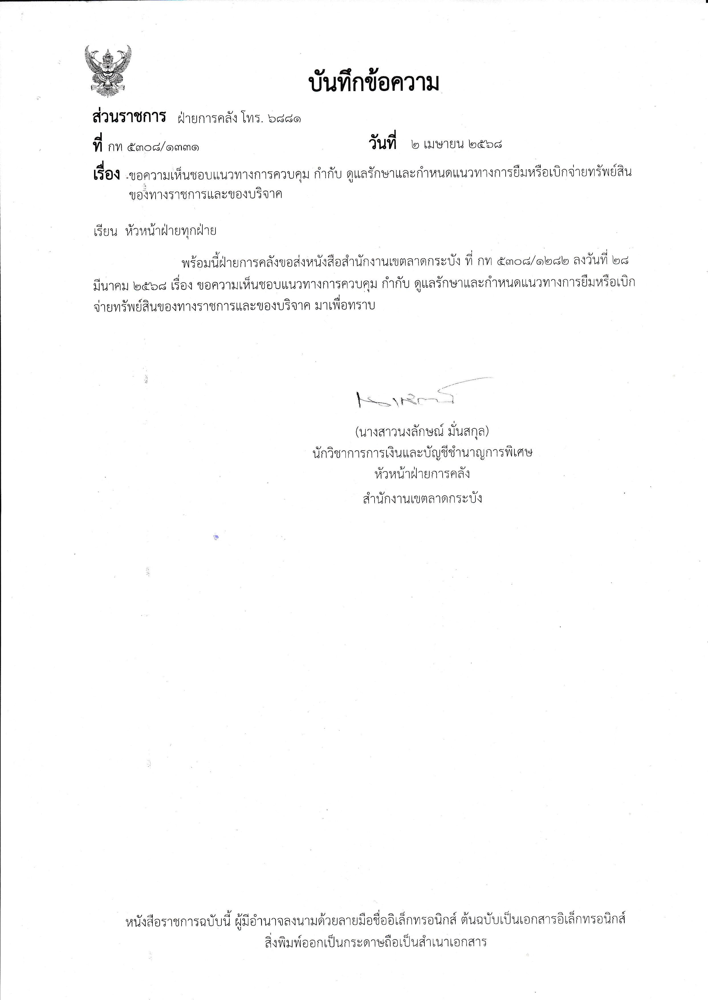 บันทึกข้อความ
ส่วนราชการ ฝ่ายการคลัง โทร. ๖๘๘๑
ที่ กท ๕๓๐๘/๑๓๓๑ วันที่ ๒ เมษายน ๒๕๖๘
เรื่อง ขอความเห็นชอบแนวทางการควบคุม กำกับ ดูแลรักษาและกำหนดแนวทางการยืมหรือเบิกจ่ายทรัพย์สิน
ของทางราชการและของบริจาค
เรียน หัวหน้าฝ่ายทุกฝ่าย
พร้อมนี้ฝ่ายการคลังขอส่งหนังสือสำนักงานเขตลาดกระบัง ที่ กท ๕๓๐๘/๑๒๘๒ ลงวันที่ ๒๘
มีนาคม ๒๕๖๘ เรื่อง ขอความเห็นชอบแนวทางการควบคุม กำกับ ดูแลรักษาและกำหนดแนวทางการยืมหรือเบิก
จ่ายทรัพย์สินของทางราชการและของบริจาค มาเพื่อทราบ
(นางสาวนงลักษณ์ มั่นสกุล)
นักวิชาการการเงินและบัญชีชำนาญการพิเศษ
หัวหน้าฝ่ายการคลัง
สำนักงานเขตลาดกระบัง
หนังสือราชการฉบับนี้ ผู้มีอำนาจลงนามด้วยลายมือชื่ออิเล็กทรอนิกส์ ต้นฉบับเป็นเอกสารอิเล็กทรอนิกส์
สิ่งพิมพ์ออกเป็นกระดาษถือเป็นสำเนาเอกสาร